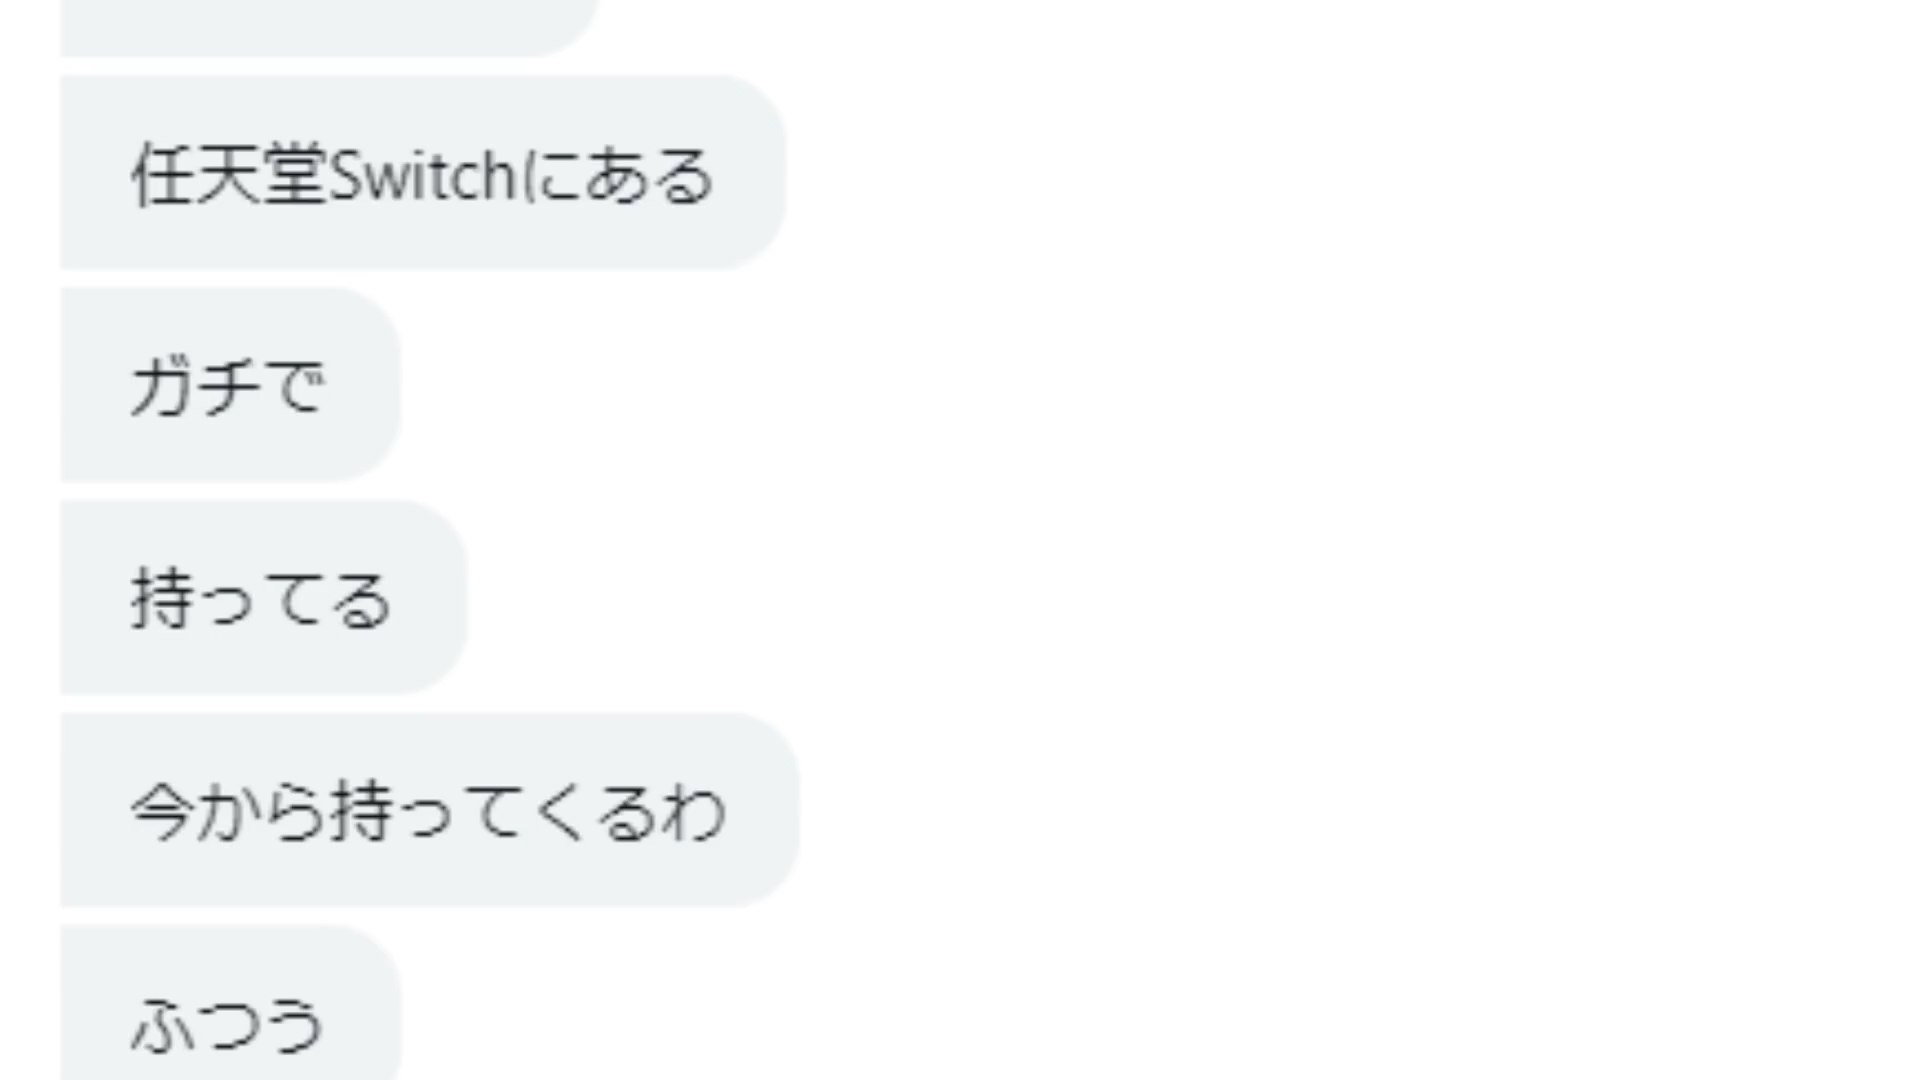 任天堂Switchにある
ガチで
持ってる
今から持ってくるわ
ふつう